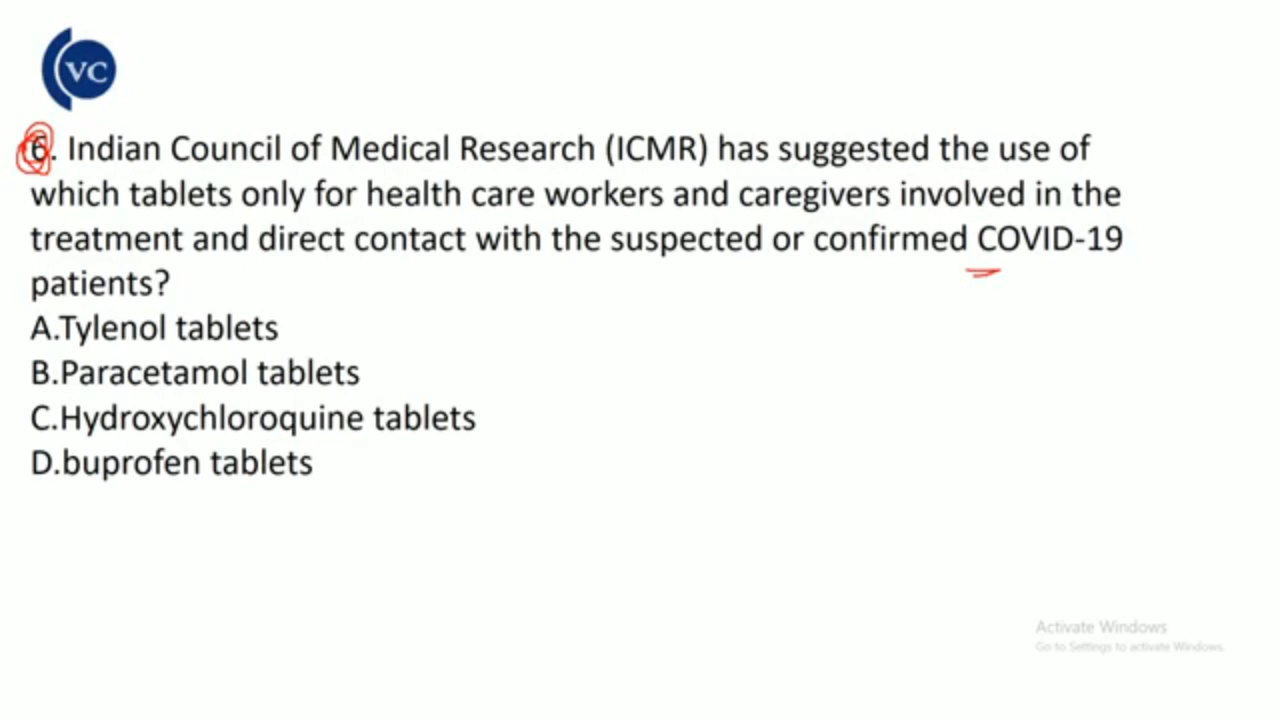 VC
6. Indian Council of Medical Research (ICMR) has suggested the use of
which tablets only for health care workers and caregivers involved in the
treatment and direct contact with the suspected or confirmed COVID-19
patients?
A.Tylenol tablets
B.Paracetamol tablets
C.Hydroxychloroquine tablets
D.buprofen tablets
Activate Windows
Go to Settings to activate Windows.